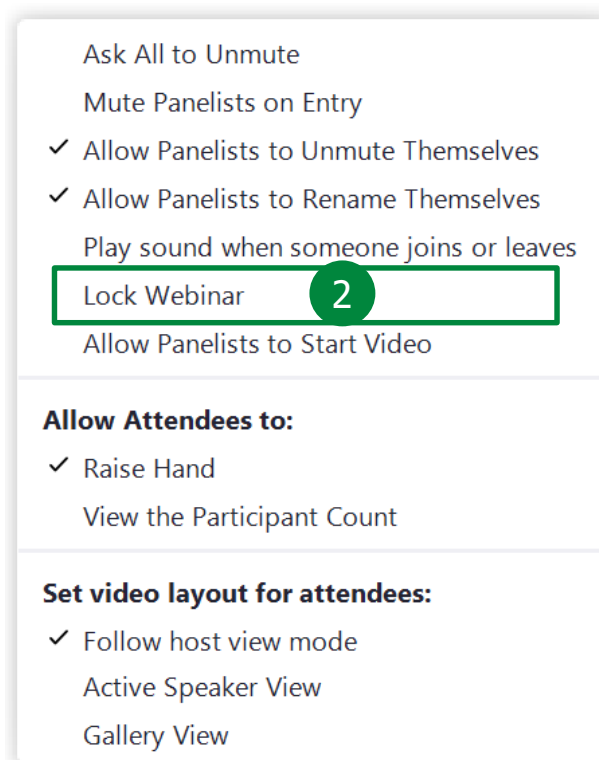 Ask All to Unmute
Mute Panelists on Entry
✓ Allow Panelists to Unmute Themselves
✓ Allow Panelists to Rename Themselves
Play sound when someone joins or leaves
Lock Webinar 2
Allow Panelists to Start Video
Allow Attendees to:
✓ Raise Hand
View the Participant Count
Set video layout for attendees:
✓ Follow host view mode
Active Speaker View
Gallery View